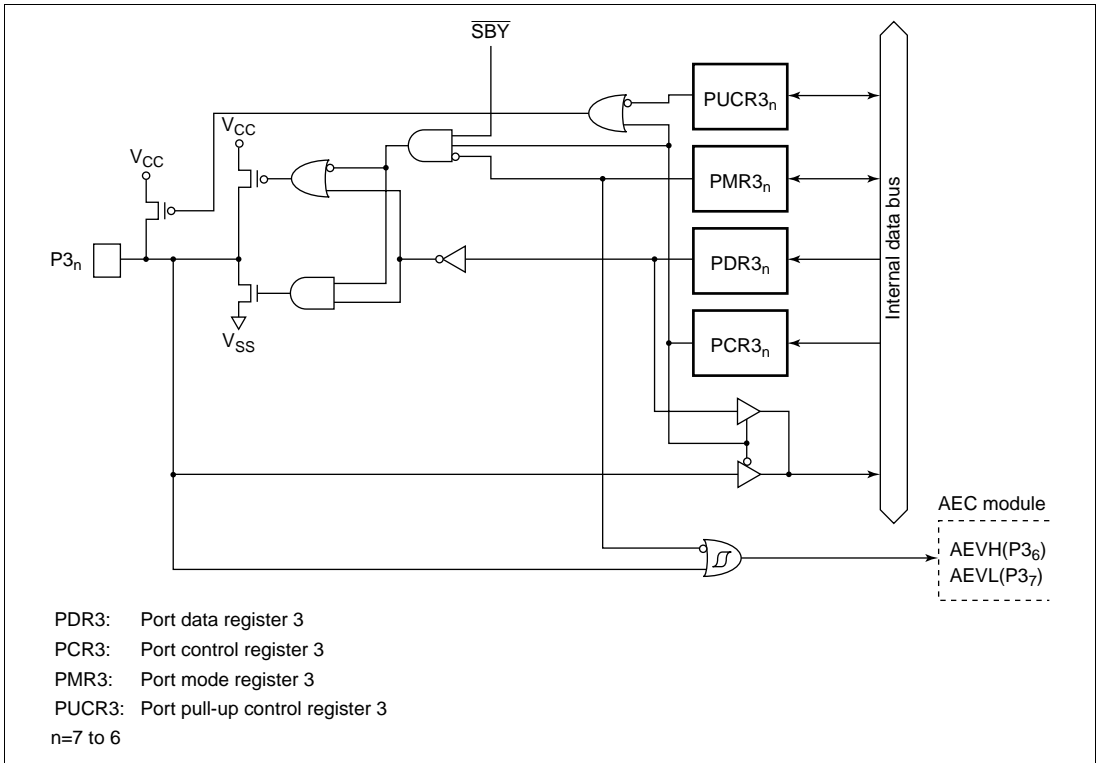 SBY
PUCR3n
VCC
VCC
PMR3n
P3n
PDR3n
Internal data bus
VSS
PCR3n
AEC module
AEVH(P36)
AEVL(P37)
PDR3: Port data register 3
PCR3: Port control register 3
PMR3: Port mode register 3
PUCR3: Port pull-up control register 3
n=7 to 6